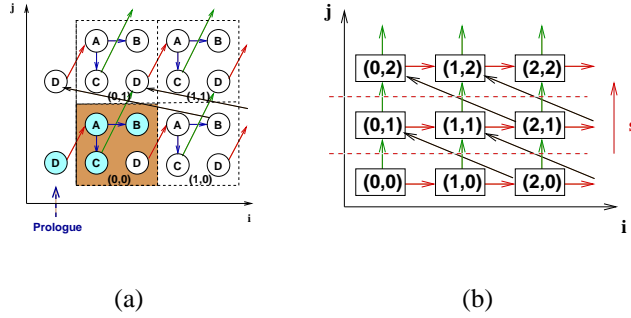 j
A B A B
D C D C D
(0,1) (1,1)
A B A B
D C D C D
(0,0) (1,0)
i
Prologue
(a)
j
(0,2) (1,2) (2,2)
(0,1) (1,1) (2,1)
s
(0,0) (1,0) (2,0)
i
(b)